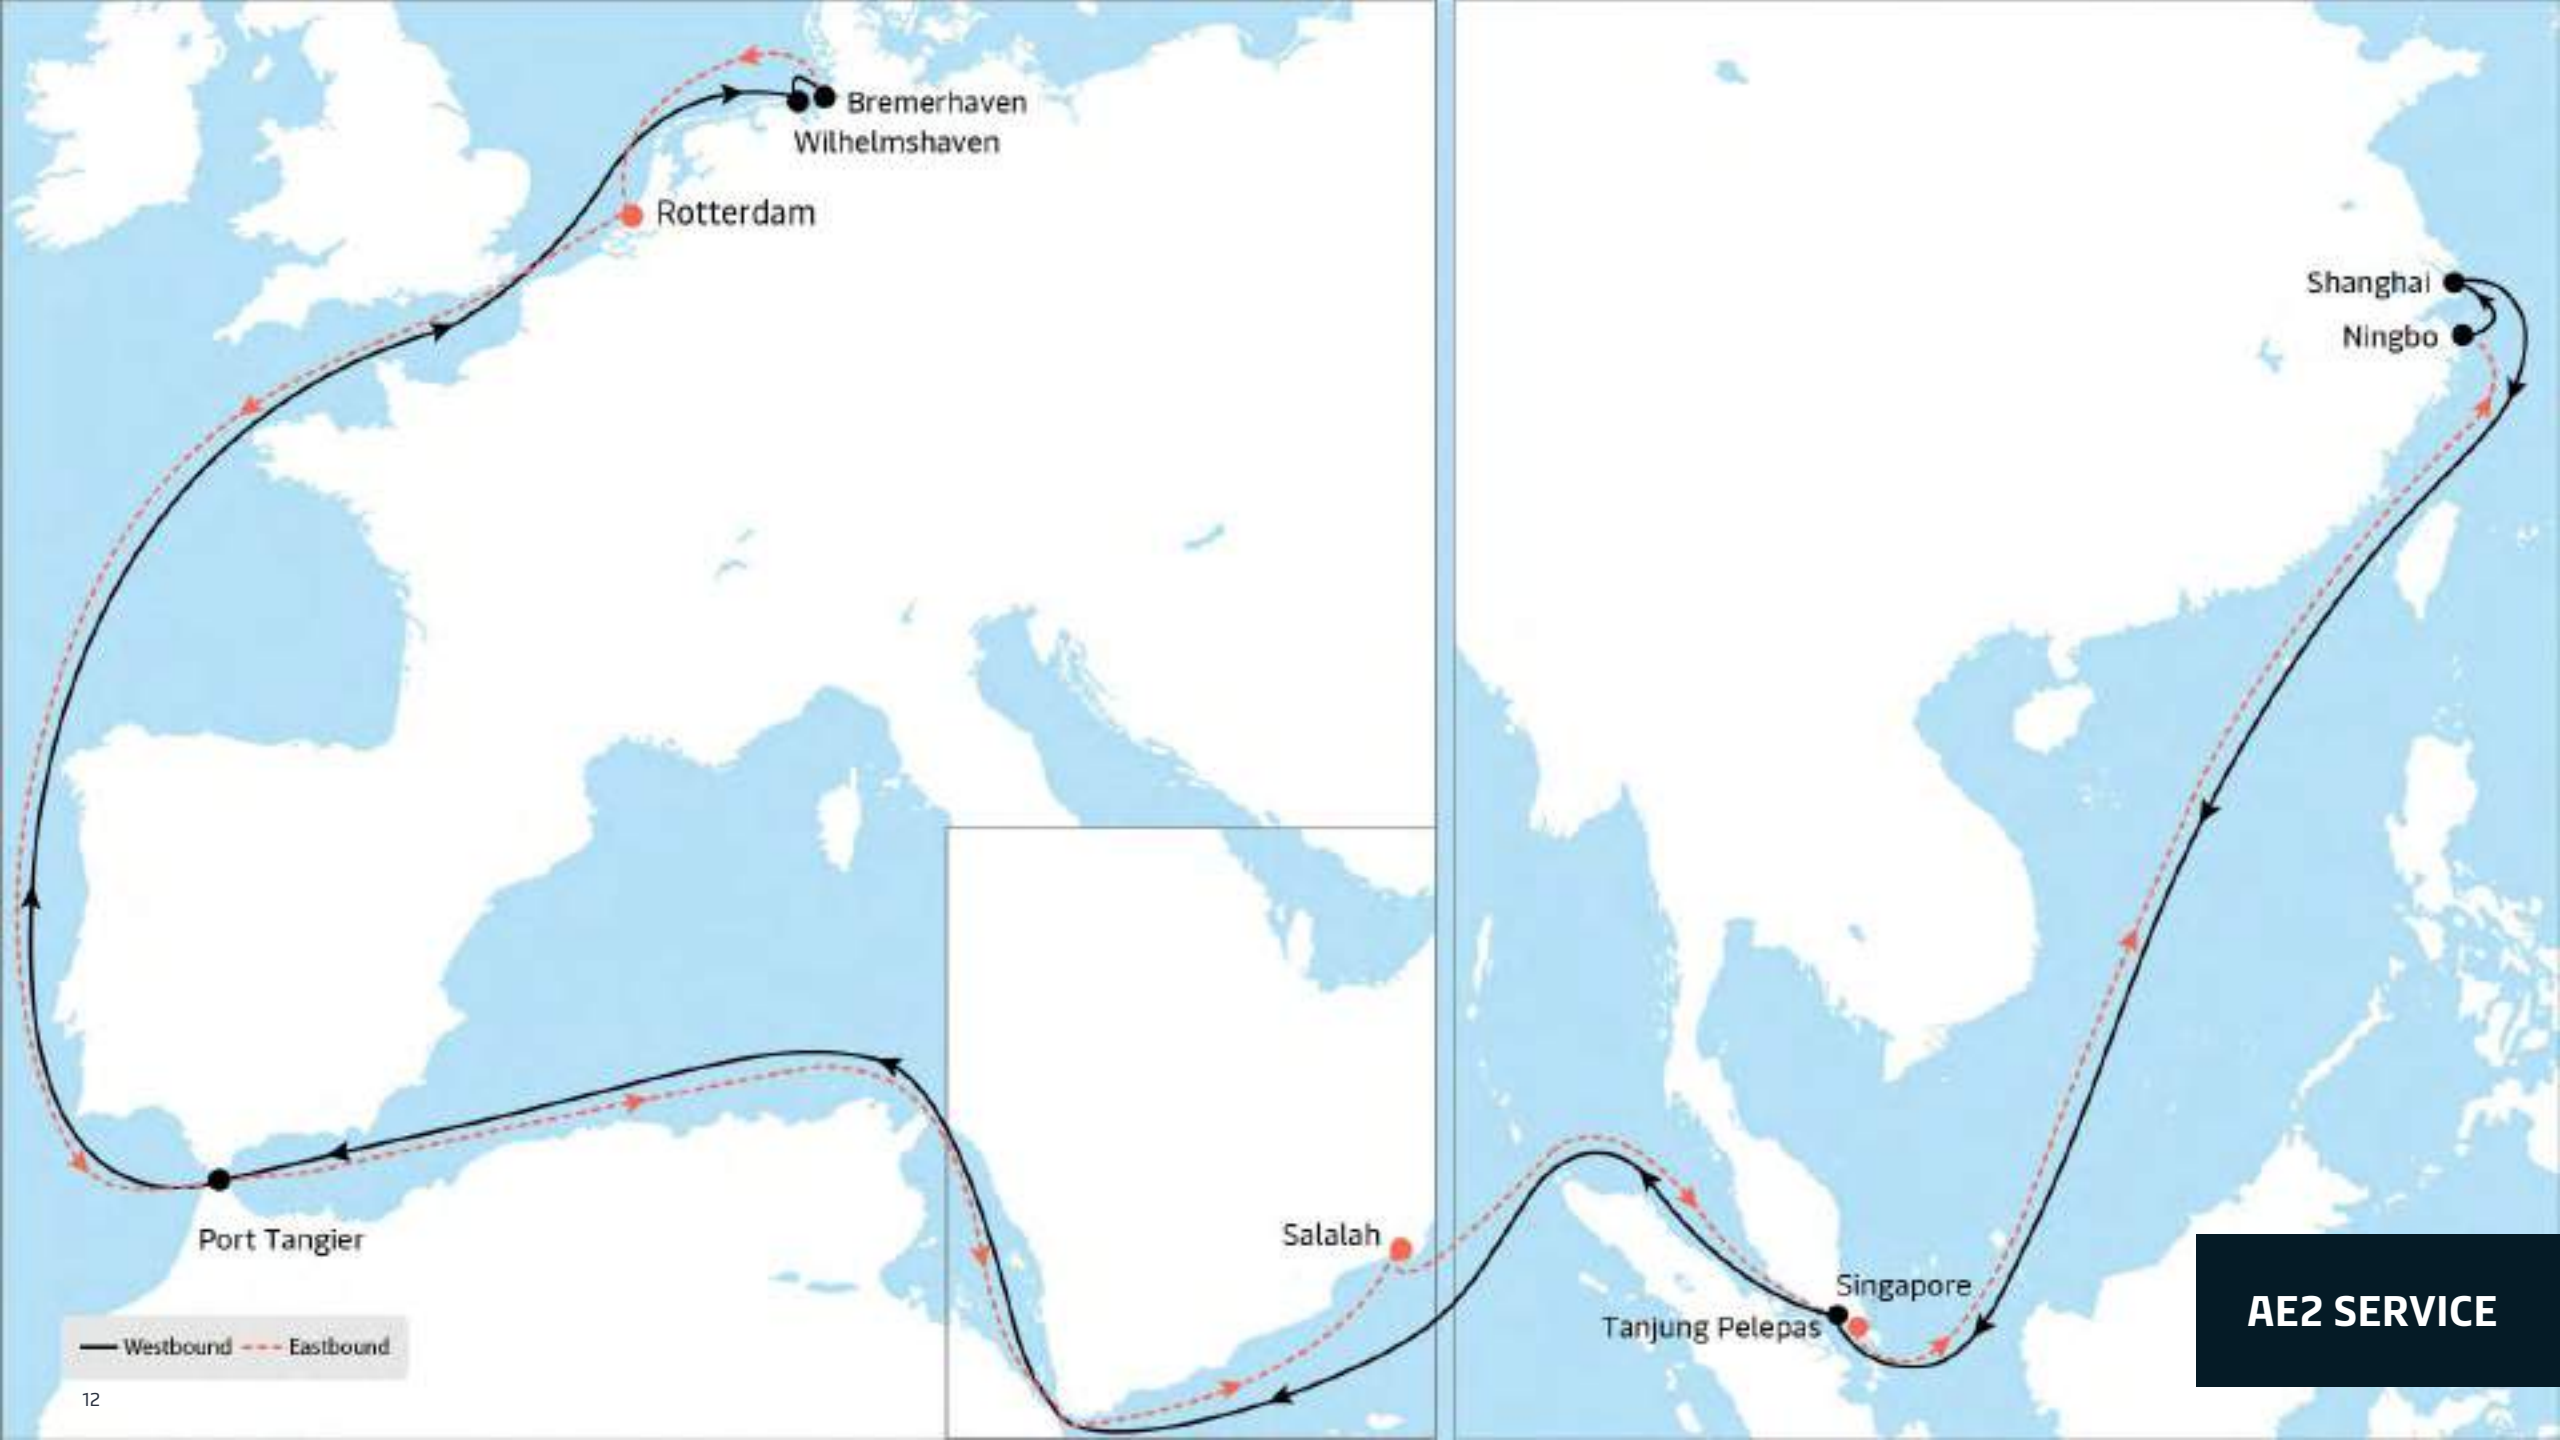 Bremerhaven
Wilhelmshaven
Rotterdam
Shanghai
Ningbo
Port Tangier
Salalah
Singapore
Tanjung Pelepas
AE2 SERVICE
Westbound
Eastbound
12